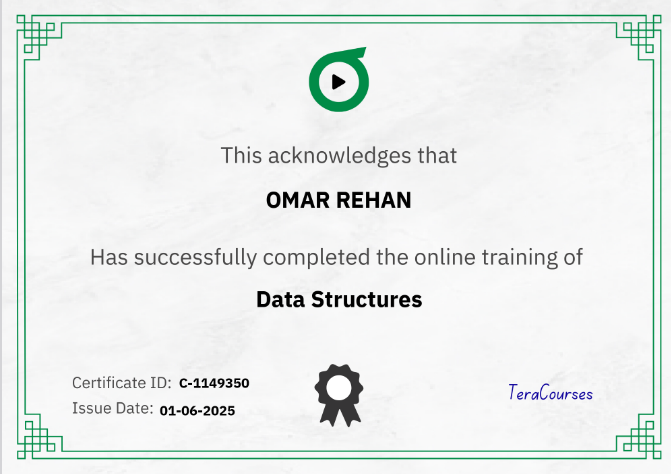 This acknowledges that
OMAR REHAN
Has successfully completed the online training of
Data Structures
Certificate ID: C-1149350
Issue Date: 01-06-2025
TeraCourses